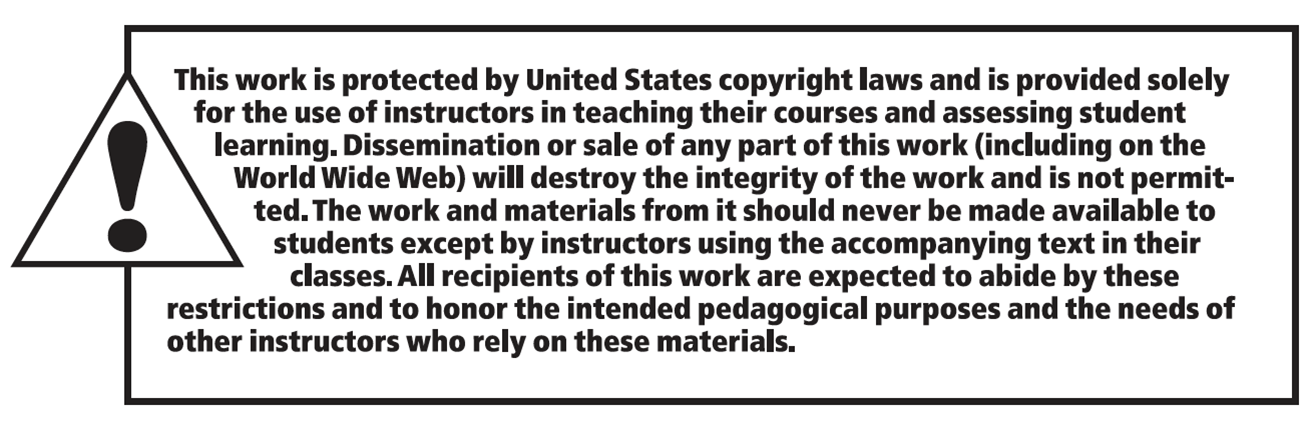 This work is protected by United States copyright laws and is provided solely
for the use of instructors in teaching their courses and assessing student
learning. Dissemination or sale of any part of this work (including on the
World Wide Web) will destroy the integrity of the work and is not permit-
ted. The work and materials from it should never be made available to
students except by instructors using the accompanying text in their
classes. All recipients of this work are expected to abide by these
restrictions and to honor the intended pedagogical purposes and the needs of
other instructors who rely on these materials.